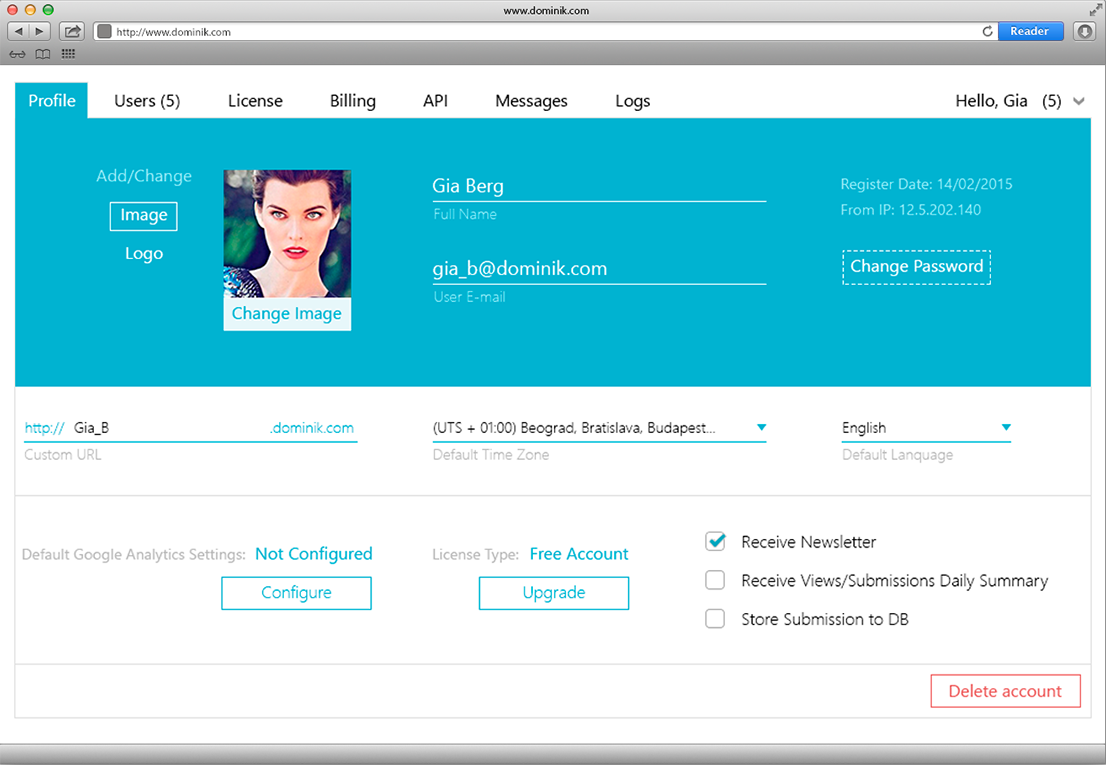 www.dominik.com
http://www.dominik.com
Reader
Profile Users (5) License Billing API Messages Logs Hello, Gia (5)
Add/Change
Image
Logo
Change Image
Gia Berg
Full Name
gia_b@dominik.com
User E-mail
Register Date: 14/02/2015
From IP: 12.5.202.140
Change Password
http:// Gia_B .dominik.com
Custom URL
(UTS + 01:00) Beograd, Bratislava, Budapest...
Default Time Zone
English
Default Lanquage
Default Google Analytics Settings: Not Configured
Configure
License Type: Free Account
Upgrade
Receive Newsletter
Receive Views/Submissions Daily Summary
Store Submission to DB
Delete account